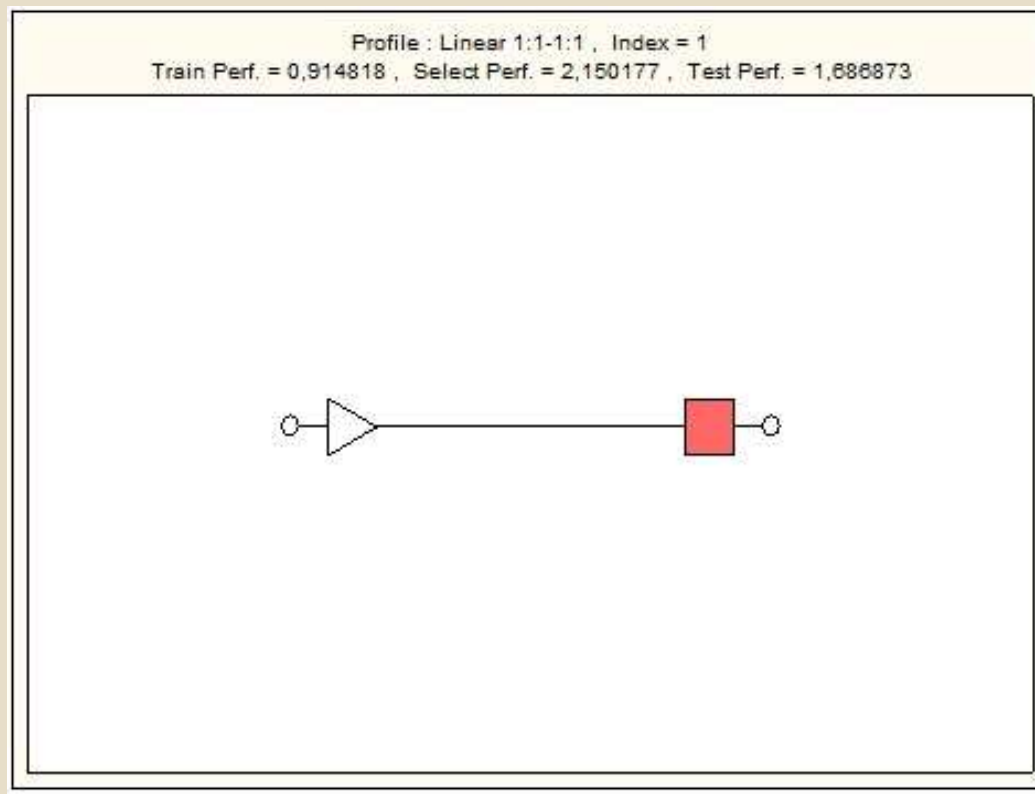 Profile : Linear 1:1-1:1 , Index = 1
Train Perf. = 0,914818 , Select Perf. = 2,150177 , Test Perf. = 1,686873